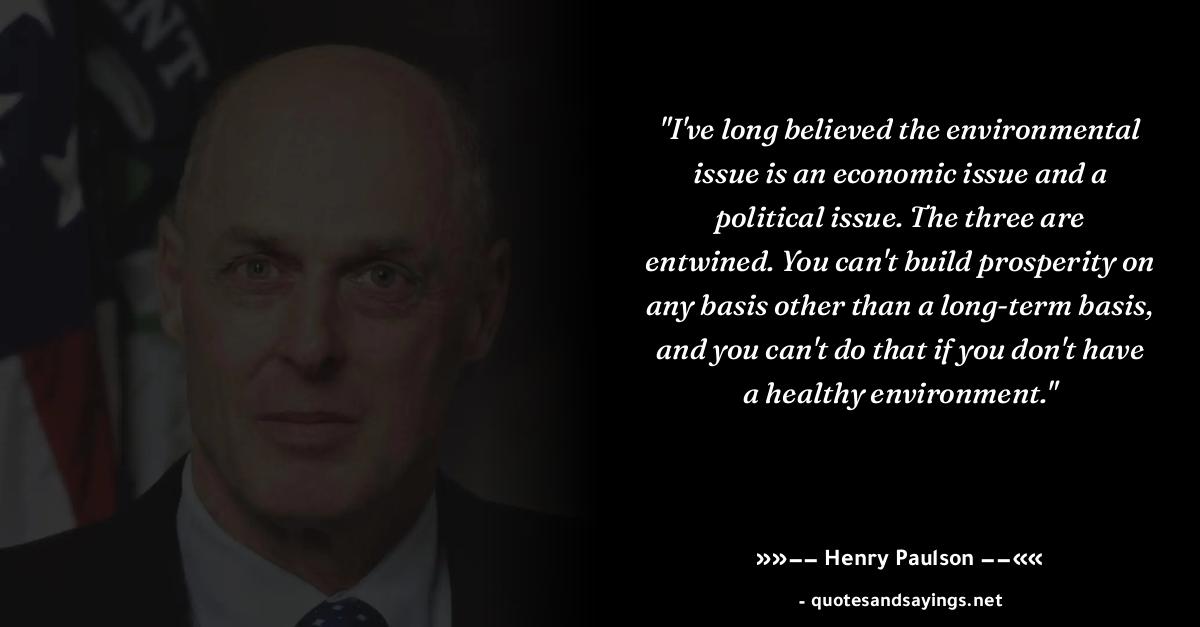 ENT
"I've long believed the environmental
issue is an economic issue and a
political issue. The three are
entwined. You can't build prosperity on
any basis other than a long-term basis,
and you can't do that if you don't have
a healthy environment."
»»−− Henry Paulson −−««
- quotesandsayings.net